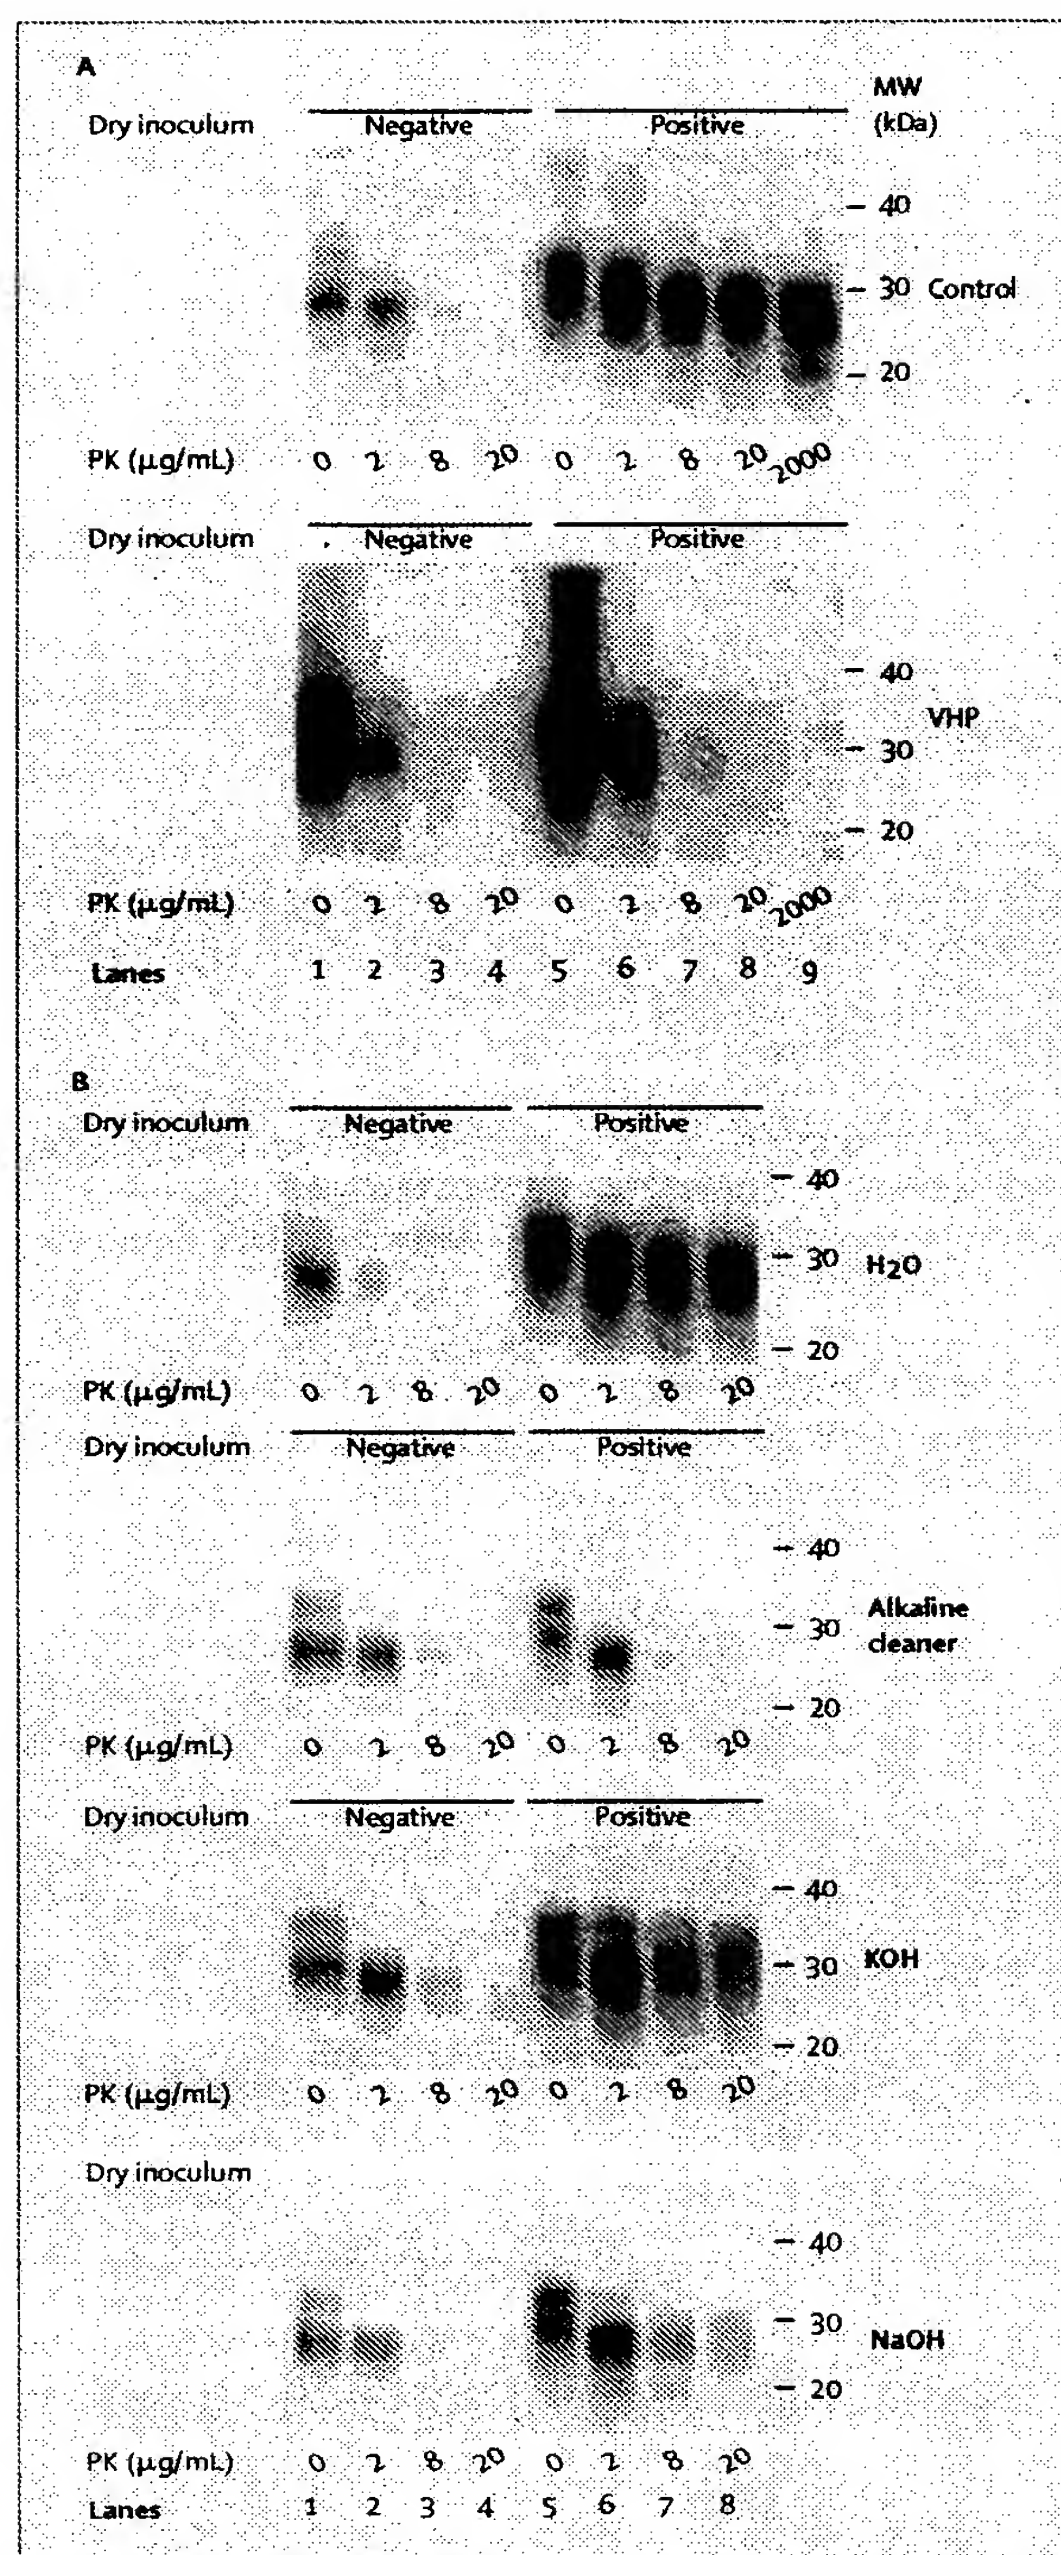 A
MW
Dry inoculum Negative Positive (kDa)
40
30 Control
20
PK (μg/mL) 0 2 8 20 0 2 8 20 2000
Dry inoculum Negative Positive
40
VHP
30
20
PK (μg/mL) 0 2 8 20 0 2 8 20 2000
Lanes 1 2 3 4 5 6 7 8 9
B
Dry inoculum Negative Positive
40
30 H₂O
20
PK (μg/mL) 0 2 8 20 0 2 8 20
Dry inoculum Negative Positive
40
Alkaline
30
cleaner
20
PK (μg/mL) 0 2 8 20 0 2 8 20
Dry inoculum Negative Positive
40
30 KOH
20
PK (μg/mL) 0 2 8 20 0 2 8 20
Dry inoculum
40
30
NaOH
20
PK (μg/mL) 0 2 8 20 0 2 8 20
Lanes 1 2 3 4 5 6 7 8